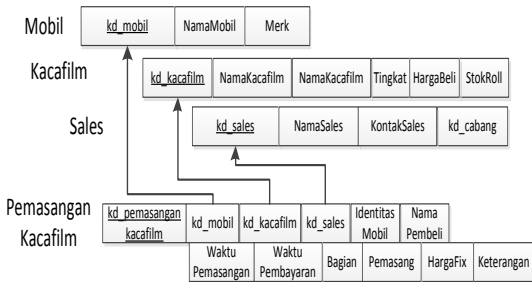 Mobil kd_mobil NamaMobil Merk
Kacafilm kd_kacafilm NamaKacafilm NamaKacafilm Tingkat HargaBeli StokRoll
Sales kd_sales NamaSales KontakSales kd_cabang
Pemasangan
Kacafilm
kd_pemasangan
kacafilm
kd_mobil kd_kacafilm kd_sales
Identitas
Mobil
Nama
Pembeli
Waktu
Pemasangan
Waktu
Pembayaran
Bagian Pemasang HargaFix Keterangan